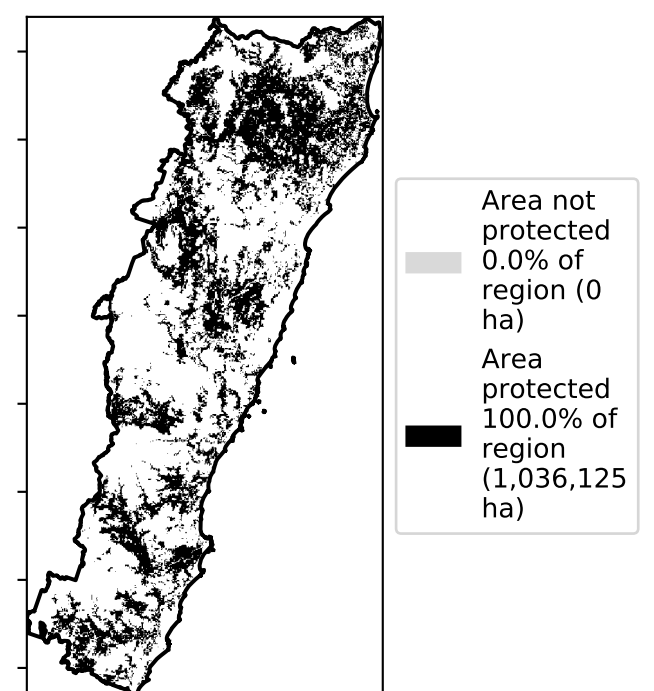 Area not
protected
0.0% of
region (0
ha)
Area
protected
100.0% of
region
(1,036,125
ha)